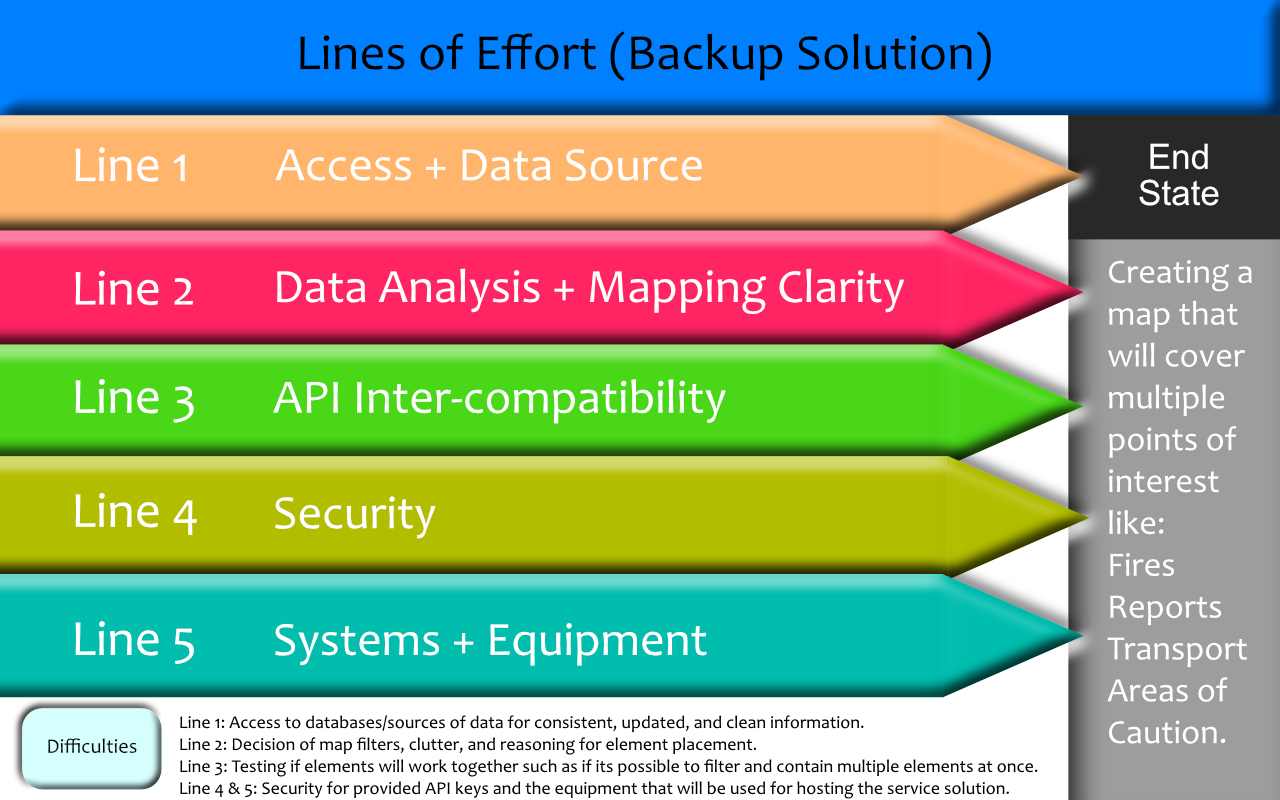 Lines of Effort (Backup Solution)
Line 1 Access + Data Source
Line 2 Data Analysis + Mapping Clarity
Line 3 API Inter-compatibility
Line 4 Security
Line 5 Systems + Equipment
End
State
Creating a
map that
will cover
multiple
points of
interest
like:
Fires
Reports
Transport
Areas of
Caution.
Difficulties
Line 1: Access to databases/sources of data for consistent, updated, and clean information.
Line 2: Decision of map filters, clutter, and reasoning for element placement.
Line 3: Testing if elements will work together such as if its possible to filter and contain multiple elements at once.
Line 4 & 5: Security for provided API keys and the equipment that will be used for hosting the service solution.